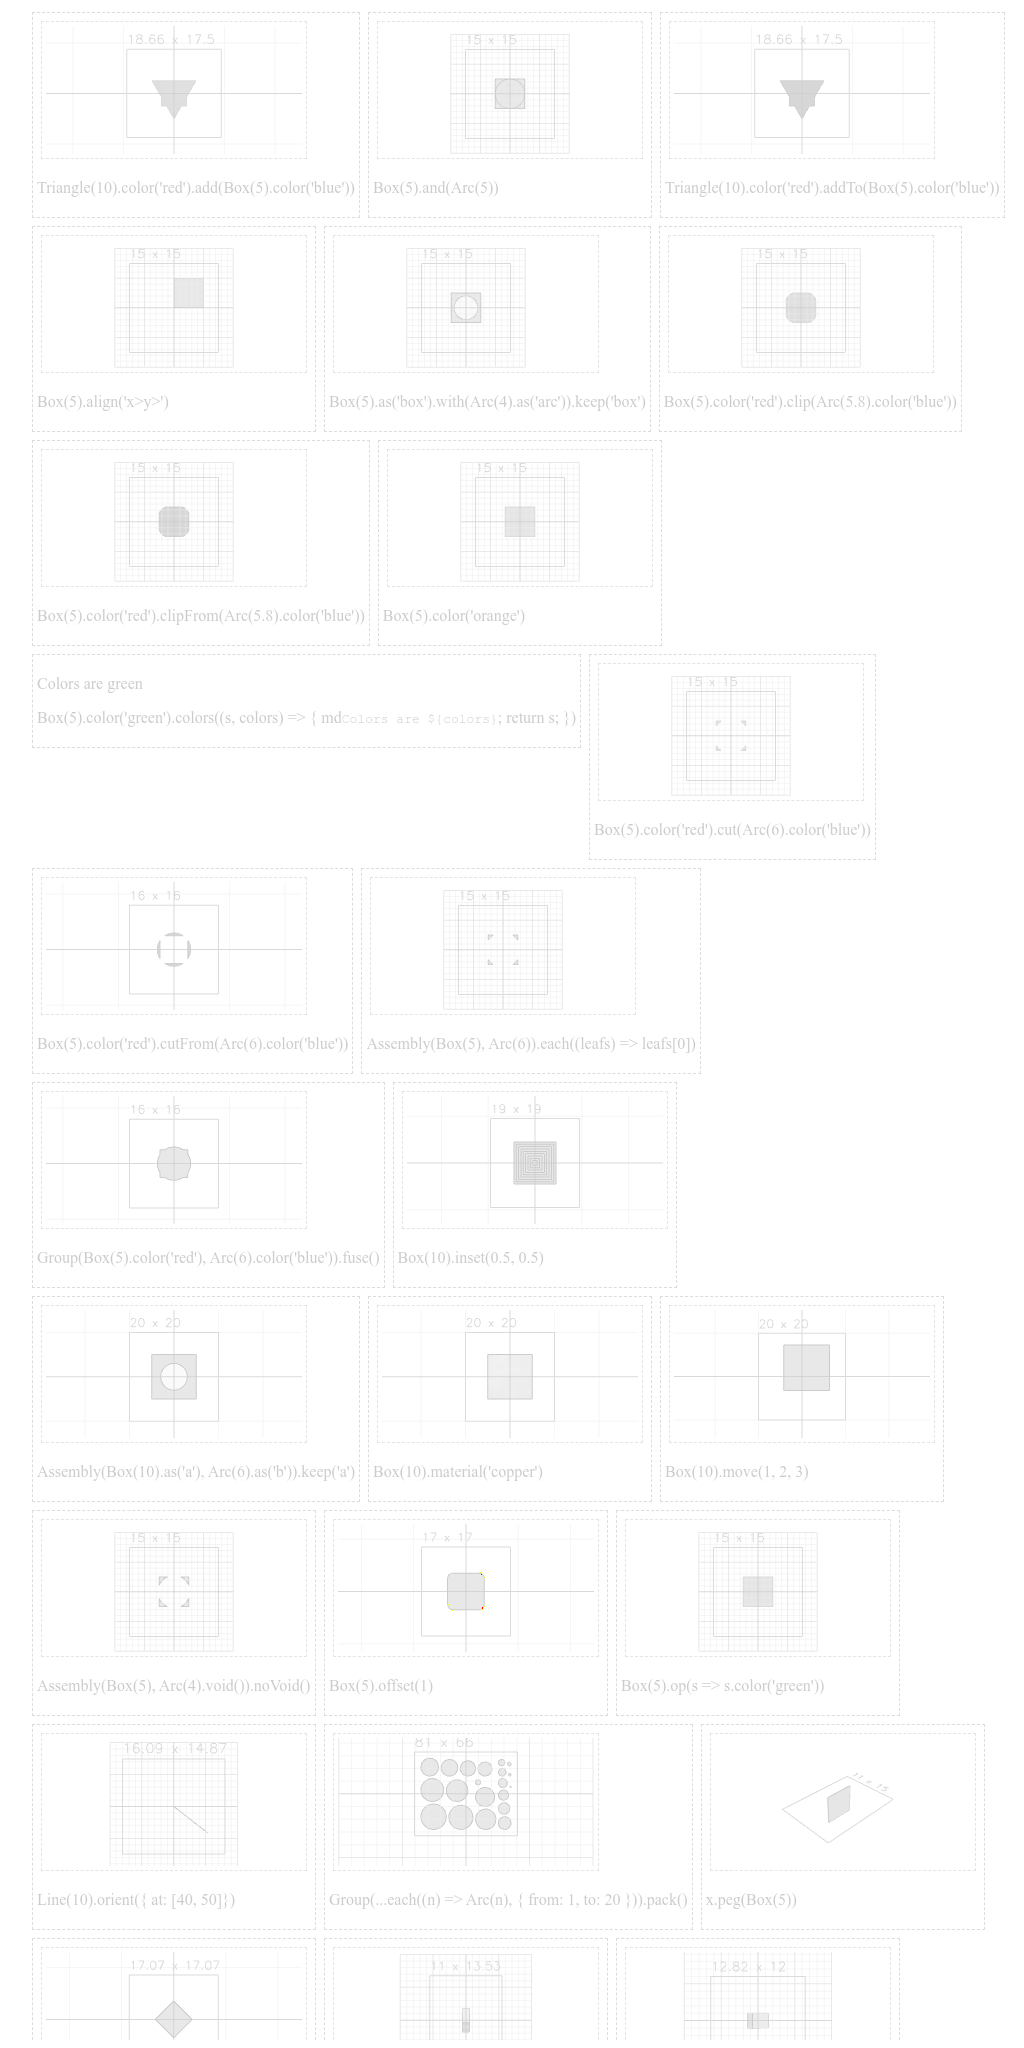 18.66 x 17.5
15 x 15
18.66 x 17.5
Triangle(10).color('red').add(Box(5).color('blue'))
Box(5).and(Arc(5))
Triangle(10).color('red').addTo(Box(5).color('blue'))
15 x 15
15 x 15
15 x 15
Box(5).align('x>y>')
Box(5).as('box').with(Arc(4).as('arc')).keep('box')
Box(5).color('red').clip(Arc(5.8).color('blue'))
15 x 15
15 x 15
Box(5).color('red').clipFrom(Arc(5.8).color('blue'))
Box(5).color('orange')
Colors are green
Box(5).color('green').colors((s, colors) => { mdColors are ${colors}; return s; })
15 x 15
Box(5).color('red').cut(Arc(6).color('blue'))
16 x 16
15 x 15
Box(5).color('red').cutFrom(Arc(6).color('blue'))
Assembly(Box(5), Arc(6)).each((leafs) => leafs[0])
16 x 16
19 x 19
Group(Box(5).color('red'), Arc(6).color('blue')).fuse()
Box(10).inset(0.5, 0.5)
20 x 20
20 x 20
20 x 20
Assembly(Box(10).as('a'), Arc(6).as('b')).keep('a')
Box(10).material('copper')
Box(10).move(1, 2, 3)
15 x 15
17 x 17
15 x 15
Assembly(Box(5), Arc(4).void()).noVoid()
Box(5).offset(1)
Box(5).op(s => s.color('green'))
16.09 x 14.87
81 x 66
Line(10).orient({ at: [40, 50]})
Group(...each((n) => Arc(n), { from: 1, to: 20 })).pack()
x.peg(Box(5))
17.07 x 17.07
11 x 13.53
12.82 x 12